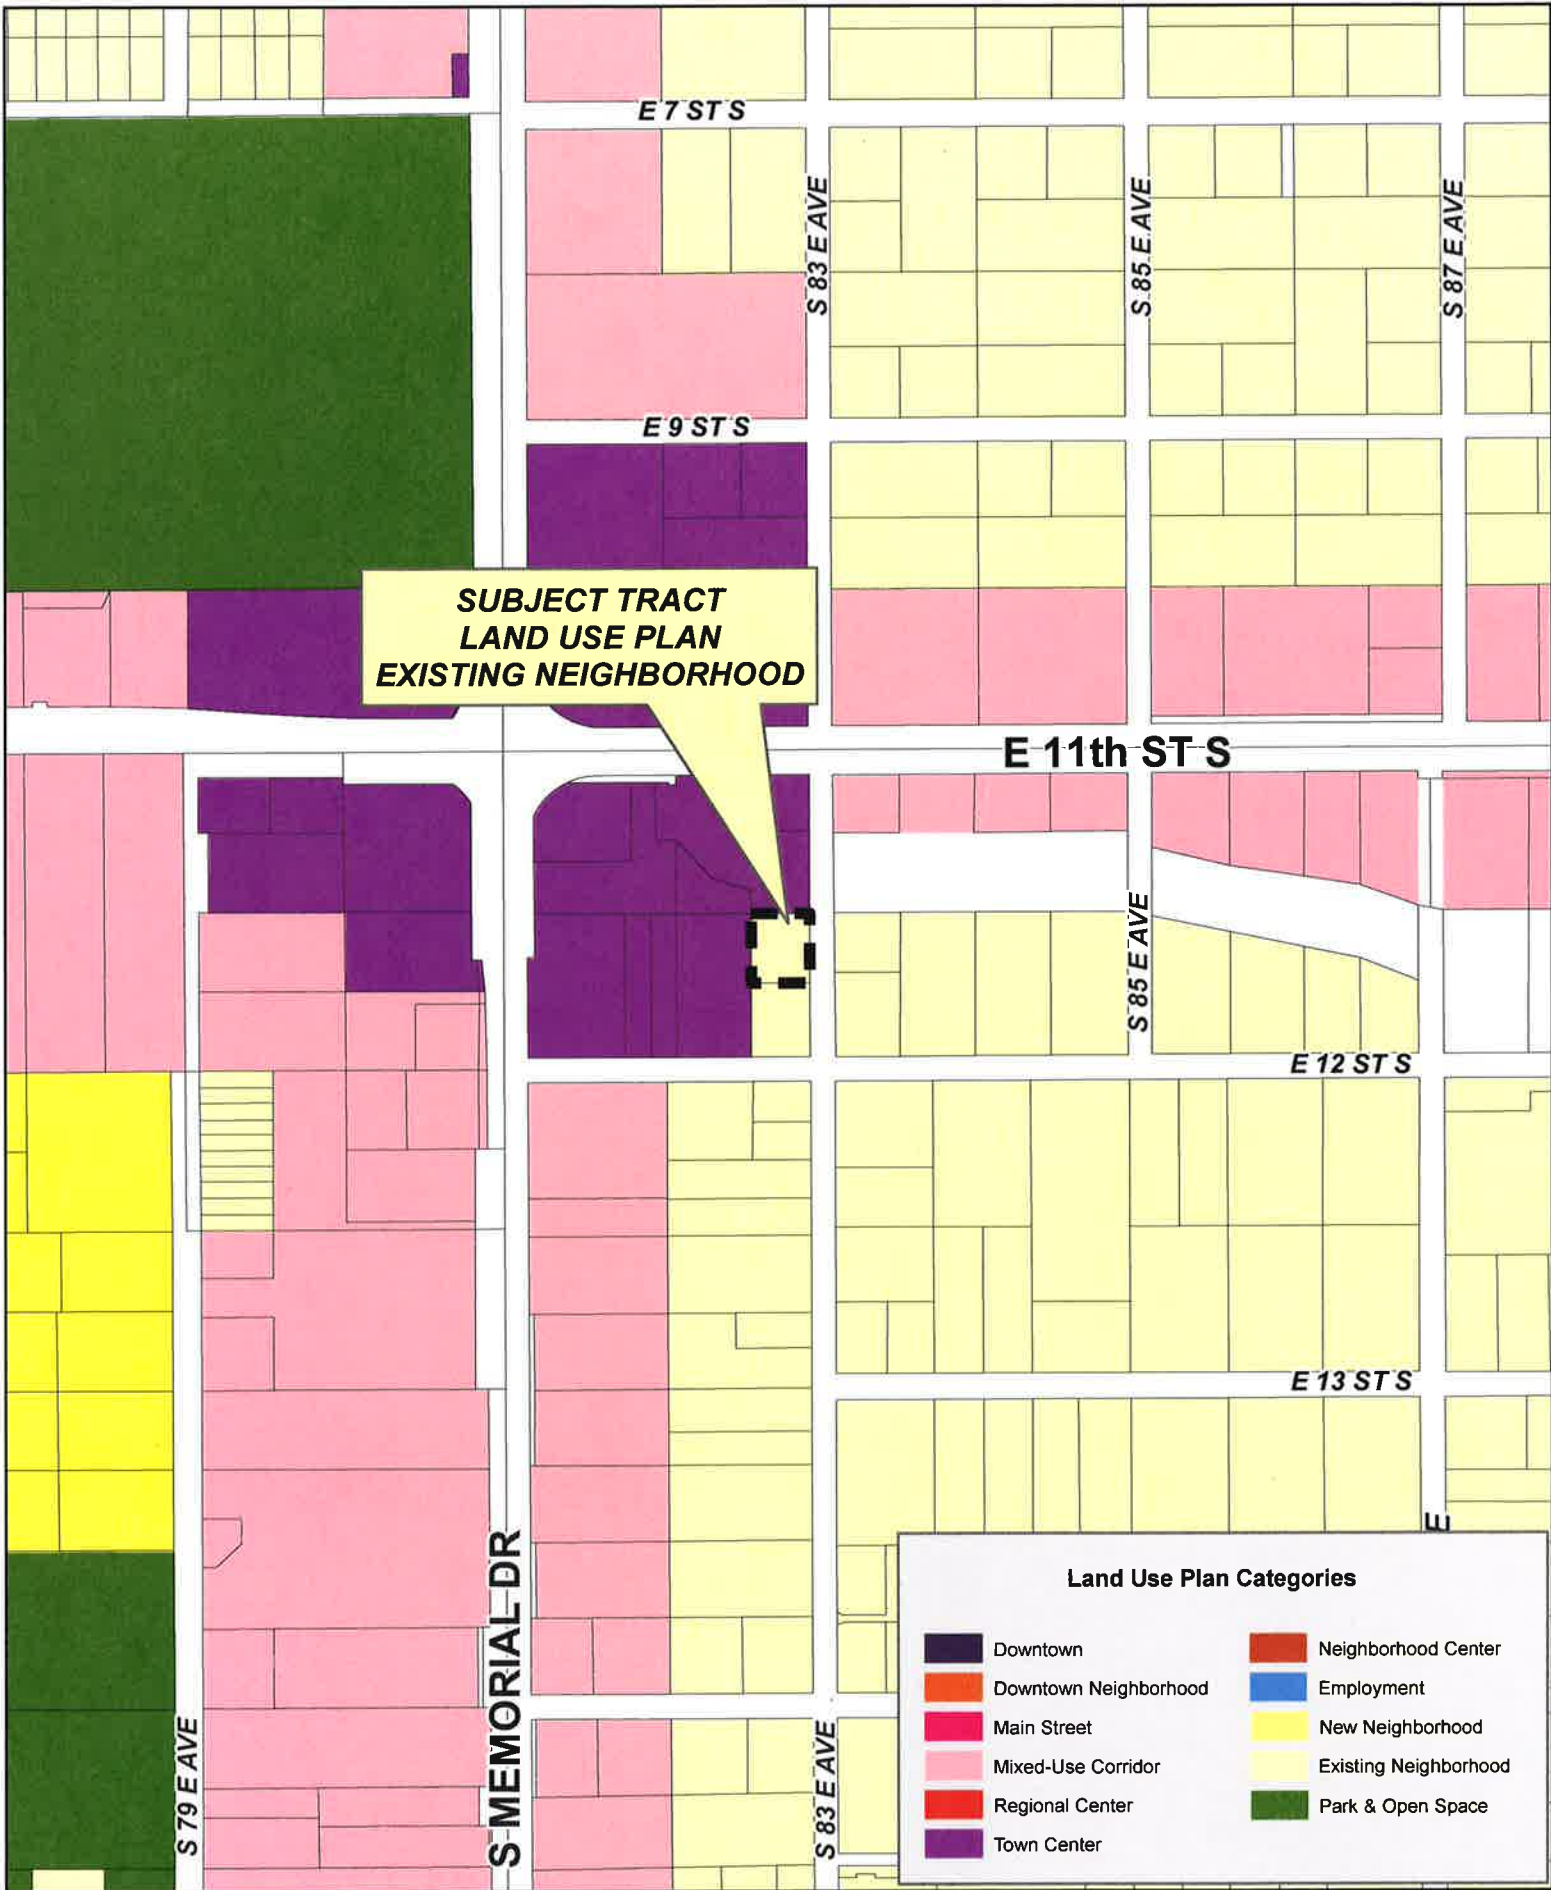 E 7 ST S
S 83 E AVE
S 85 E AVE
S 87 E AVE
E 9 ST S
SUBJECT TRACT
LAND USE PLAN
EXISTING NEIGHBORHOOD
E 11th ST S
S 85 E AVE
E 12 ST S
E 13 ST S
E
S MEMORIAL DR
S 79 E AVE
S 83 E AVE
Land Use Plan Categories
Downtown
Downtown Neighborhood
Main Street
Mixed-Use Corridor
Regional Center
Town Center
Neighborhood Center
Employment
New Neighborhood
Existing Neighborhood
Park & Open Space